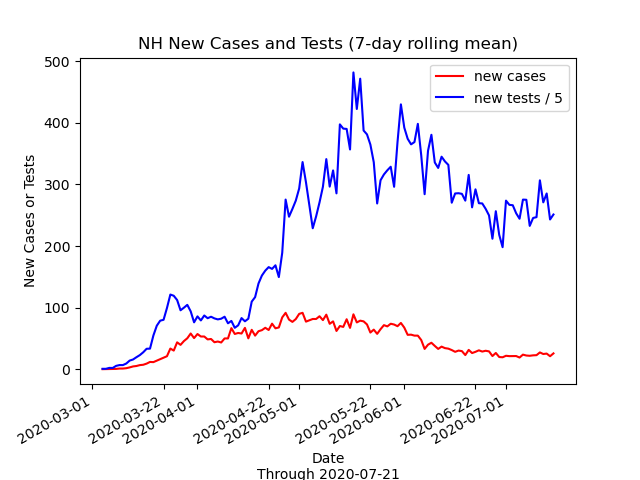 NH New Cases and Tests (7-day rolling mean)
new cases
new tests / 5
New Cases or Tests
500
400
300
200
100
0
2020-03-01
2020-03-22
2020-04-01
2020-04-22
2020-05-01
2020-05-22
2020-06-01
2020-06-22
2020-07-01
Date
Through 2020-07-21